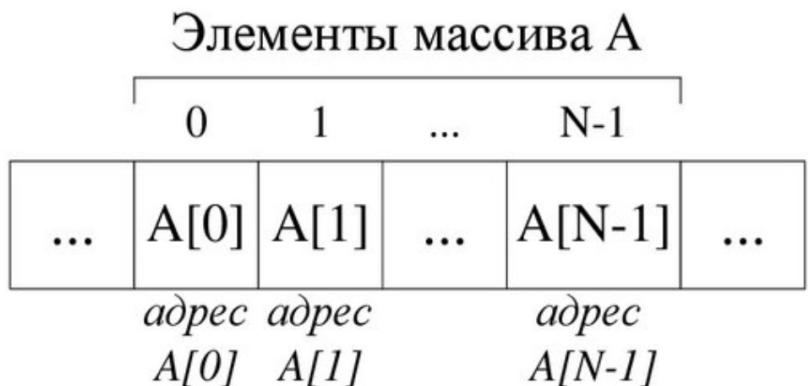 Элементы массива A
0 1 ... N-1
... A[0] A[1] ... A[N-1] ...
адрес адрес адрес
A[0] A[1] A[N-1]